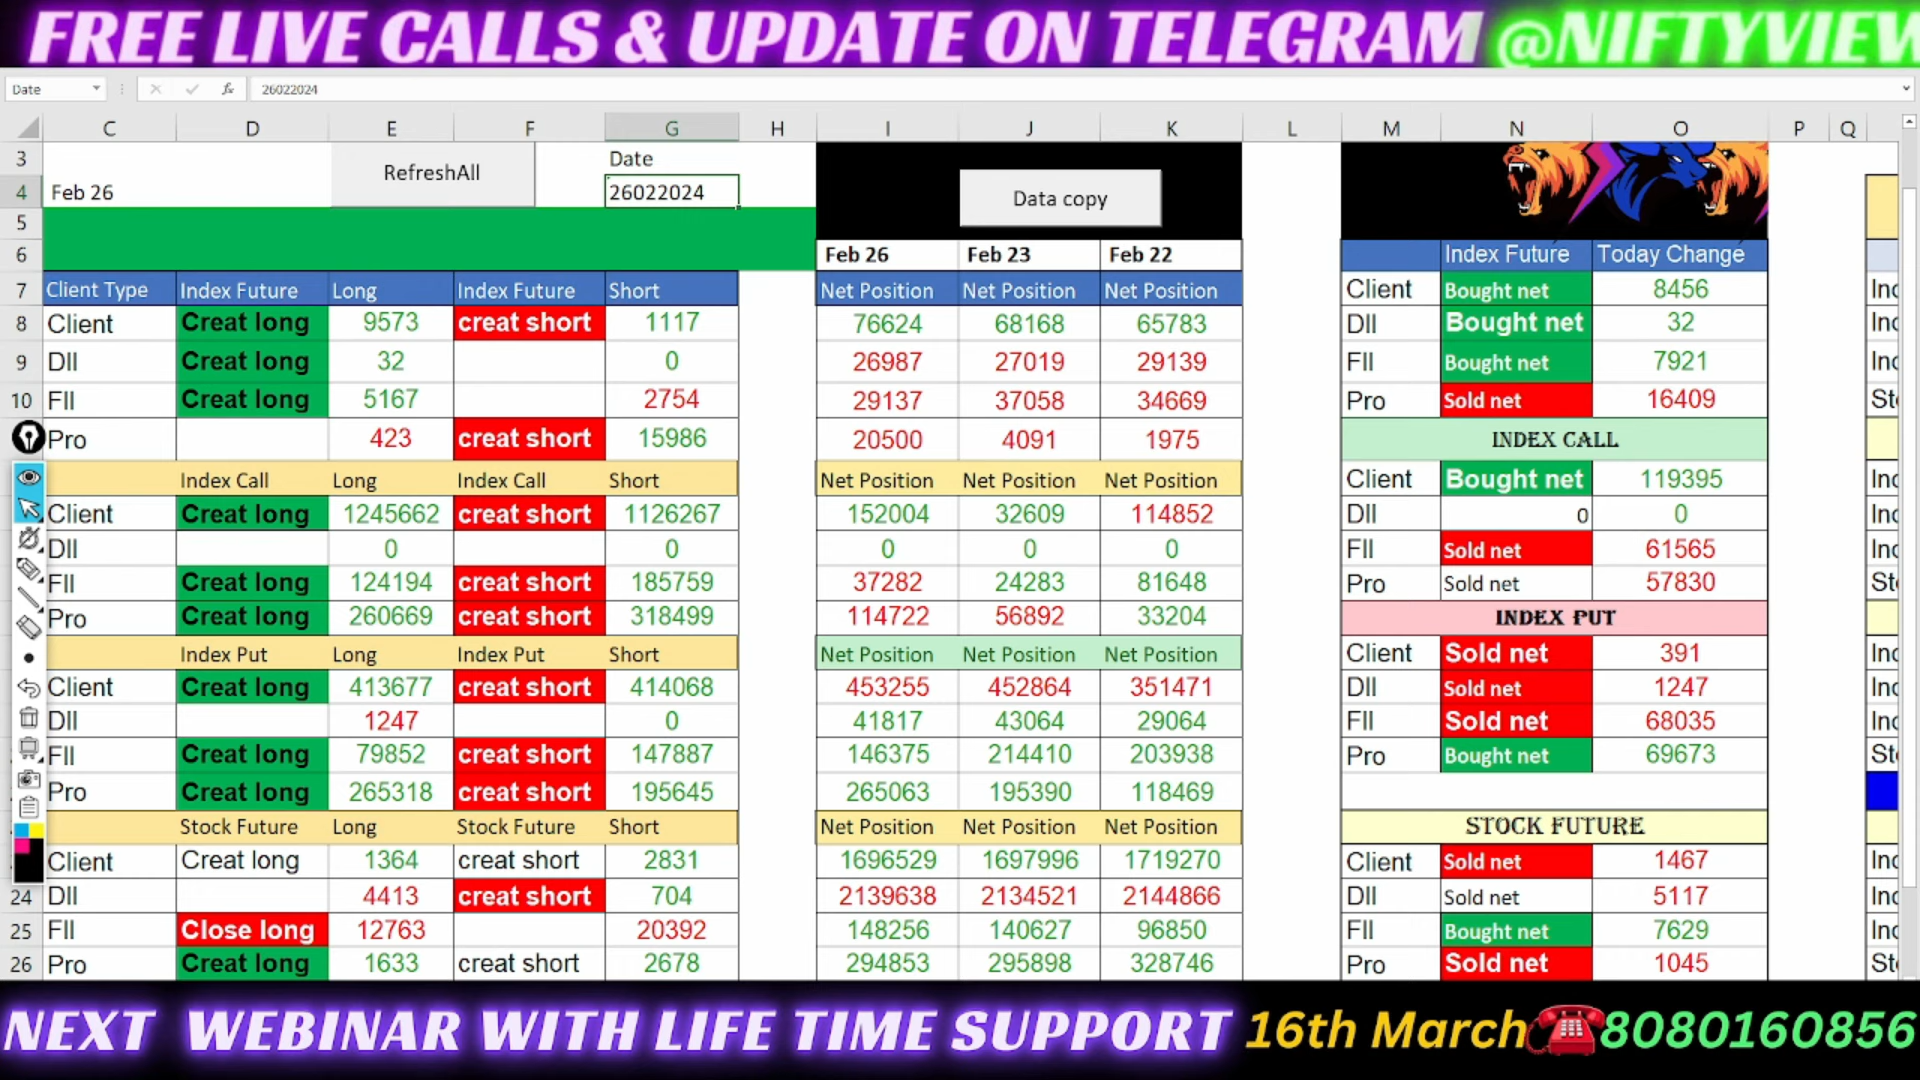 FREE LIVE CALLS & UPDATE ON TELEGRAM @NIFTYVIEW
Date 26022024
C D E F G H I J K L M N O P Q
3 RefreshAll Date
4 Feb 26 26022024 Data copy
5
6 Feb 26 Feb 23 Feb 22 Index Future Today Change
7 Client Type Index Future Long Index Future Short Net Position Net Position Net Position Client Bought net 8456
8 Client Creat long 9573 creat short 1117 76624 68168 65783 DII Bought net 32
9 DII Creat long 32 0 26987 27019 29139 FII Bought net 7921
10 FII Creat long 5167 2754 29137 37058 34669 Pro Sold net 16409
Pro 423 creat short 15986 20500 4091 1975 INDEX CALL
Index Call Long Index Call Short Net Position Net Position Net Position Client Bought net 119395
Client Creat long 1245662 creat short 1126267 152004 32609 114852 DII 0 0
DII 0 0 0 0 0 FII Sold net 61565
FII Creat long 124194 creat short 185759 37282 24283 81648 Pro Sold net 57830
Pro Creat long 260669 creat short 318499 114722 56892 33204 INDEX PUT
Index Put Long Index Put Short Net Position Net Position Net Position Client Sold net 391
Client Creat long 413677 creat short 414068 453255 452864 351471 DII Sold net 1247
DII 1247 0 41817 43064 29064 FII Sold net 68035
FII Creat long 79852 creat short 147887 146375 214410 203938 Pro Bought net 69673
Pro Creat long 265318 creat short 195645 265063 195390 118469
Stock Future Long Stock Future Short Net Position Net Position Net Position STOCK FUTURE
Client Creat long 1364 creat short 2831 1696529 1697996 1719270 Client Sold net 1467
24 DII 4413 creat short 704 2139638 2134521 2144866 DII Sold net 5117
25 FII Close long 12763 20392 148256 140627 96850 FII Bought net 7629
26 Pro Creat long 1633 creat short 2678 294853 295898 328746 Pro Sold net 1045
NEXT WEBINAR WITH LIFE TIME SUPPORT 16th March 8080160856